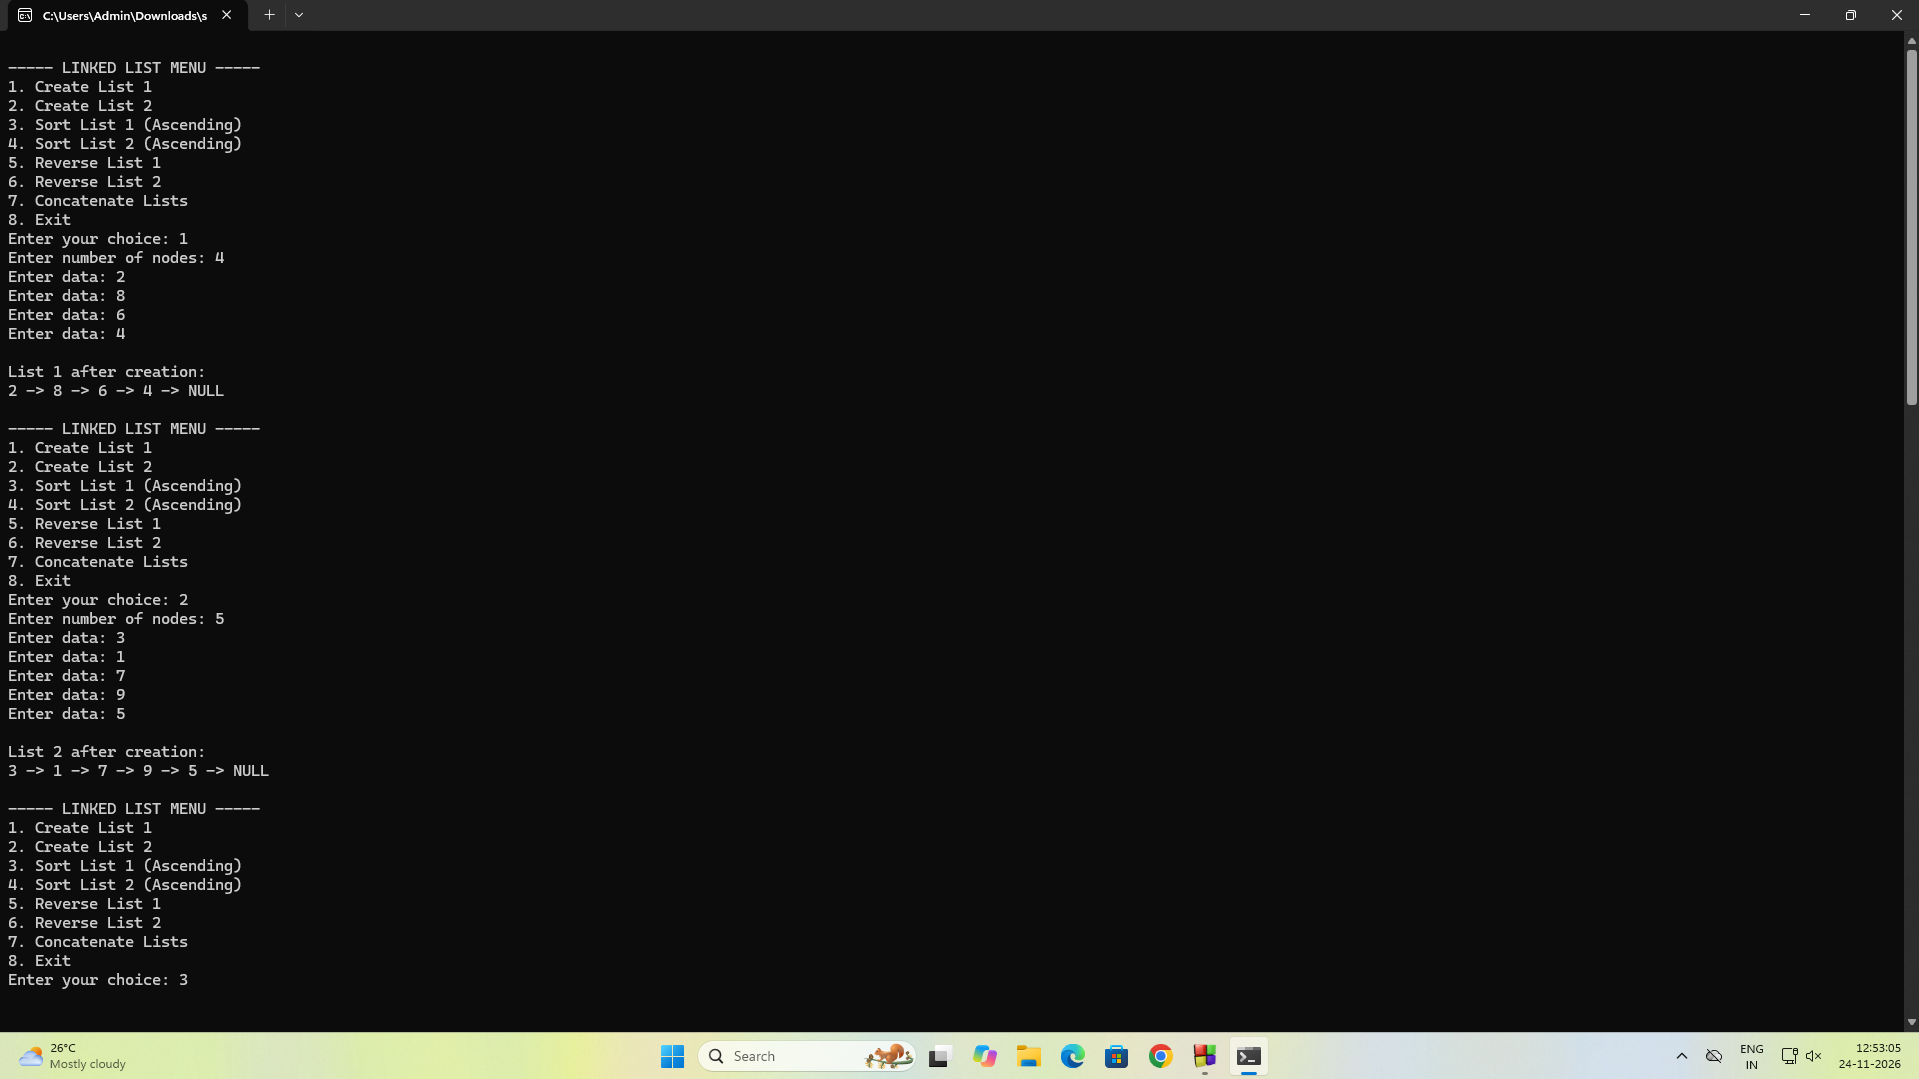 C:\Users\Admin\Downloads\s
----- LINKED LIST MENU -----
1. Create List 1
2. Create List 2
3. Sort List 1 (Ascending)
4. Sort List 2 (Ascending)
5. Reverse List 1
6. Reverse List 2
7. Concatenate Lists
8. Exit
Enter your choice: 1
Enter number of nodes: 4
Enter data: 2
Enter data: 8
Enter data: 6
Enter data: 4
List 1 after creation:
2 -> 8 -> 6 -> 4 -> NULL
----- LINKED LIST MENU -----
1. Create List 1
2. Create List 2
3. Sort List 1 (Ascending)
4. Sort List 2 (Ascending)
5. Reverse List 1
6. Reverse List 2
7. Concatenate Lists
8. Exit
Enter your choice: 2
Enter number of nodes: 5
Enter data: 3
Enter data: 1
Enter data: 7
Enter data: 9
Enter data: 5
List 2 after creation:
3 -> 1 -> 7 -> 9 -> 5 -> NULL
----- LINKED LIST MENU -----
1. Create List 1
2. Create List 2
3. Sort List 1 (Ascending)
4. Sort List 2 (Ascending)
5. Reverse List 1
6. Reverse List 2
7. Concatenate Lists
8. Exit
Enter your choice: 3
26°C
Mostly cloudy
Search
ENG
IN
12:53:05
24-11-2026